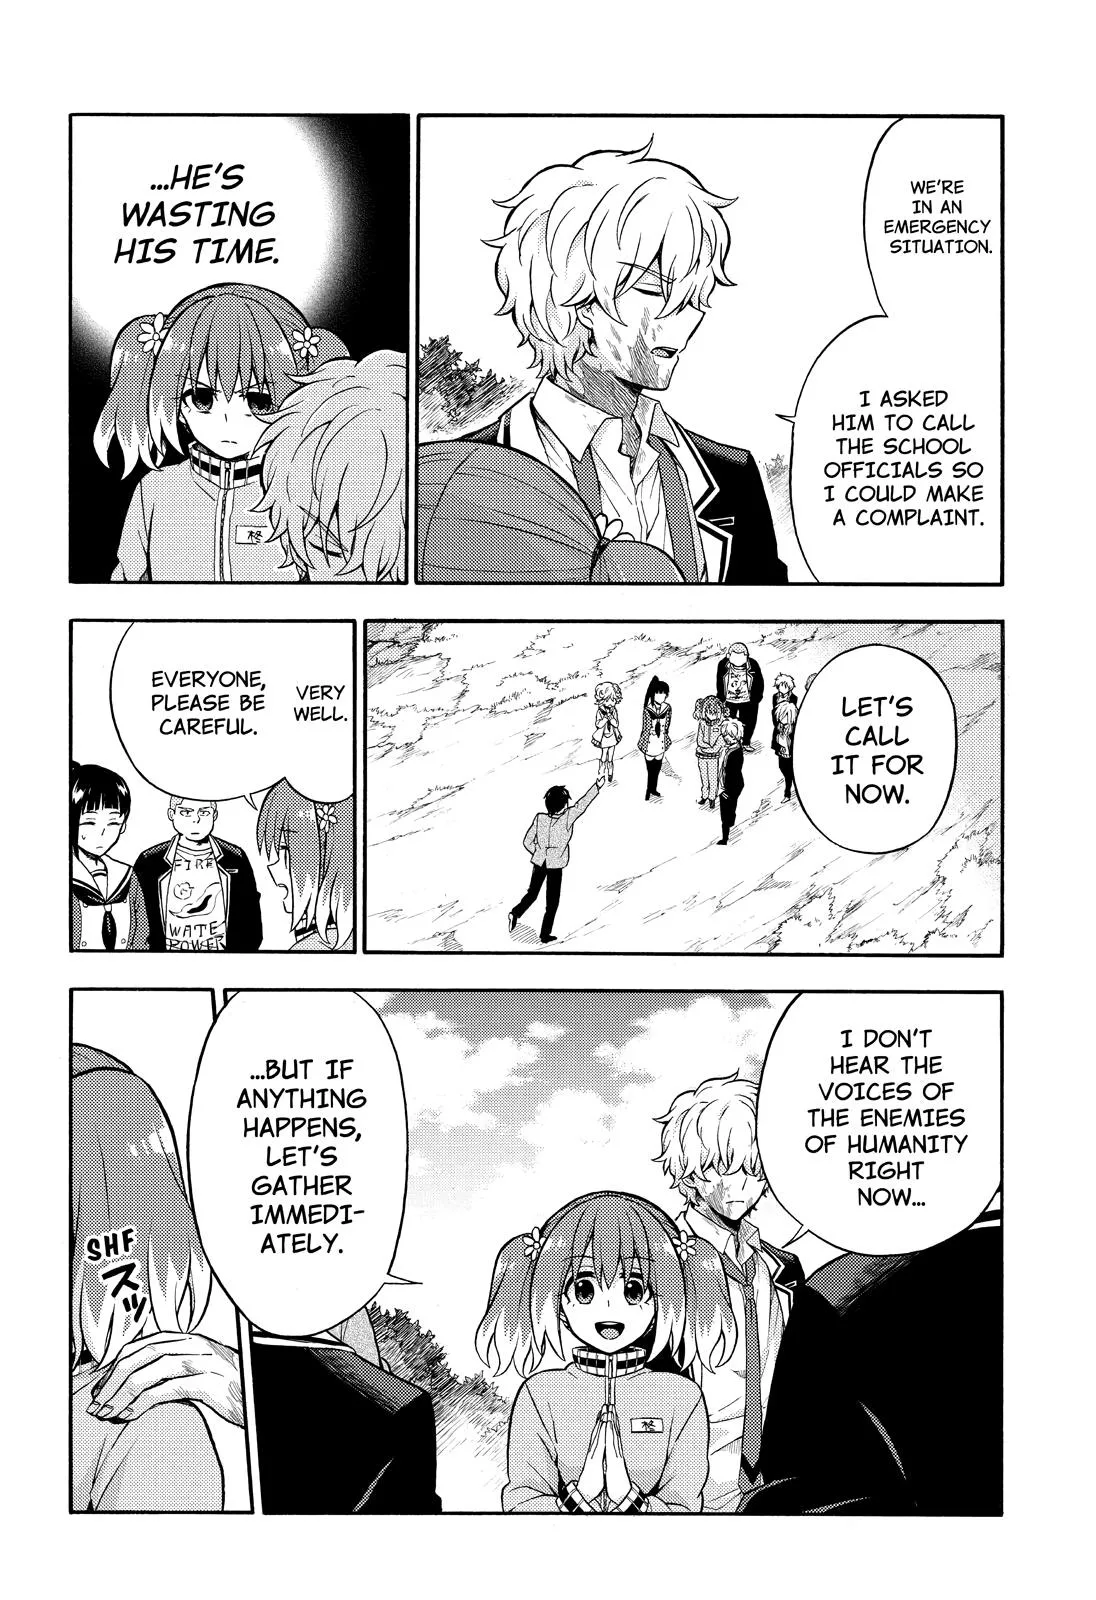 WE'RE
IN AN
EMERGENCY
SITUATION.
I ASKED
HIM TO CALL
THE SCHOOL
OFFICIALS SO
I COULD MAKE
A COMPLAINT.
...HE'S
WASTING
HIS TIME.
柊
LET'S
CALL
IT FOR
NOW.
VERY
WELL.
EVERYONE,
PLEASE BE
CAREFUL.
FIRE
WATE
POWER
I DON'T
HEAR THE
VOICES OF
THE ENEMIES
OF HUMANITY
RIGHT
NOW...
柊
...BUT IF
ANYTHING
HAPPENS,
LET'S
GATHER
IMMEDI-
ATELY.
SHF
スッ